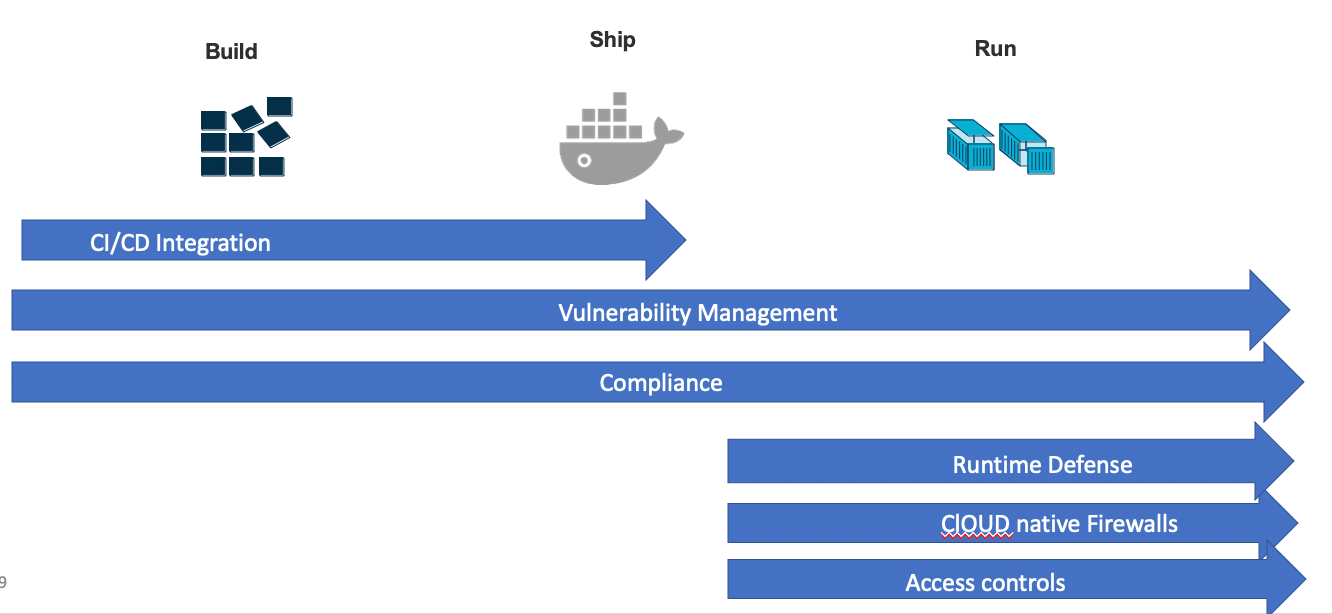 Build
Ship
Run
CI/CD Integration
Vulnerability Management
Compliance
Runtime Defense
ClOUD native Firewalls
Access controls
9